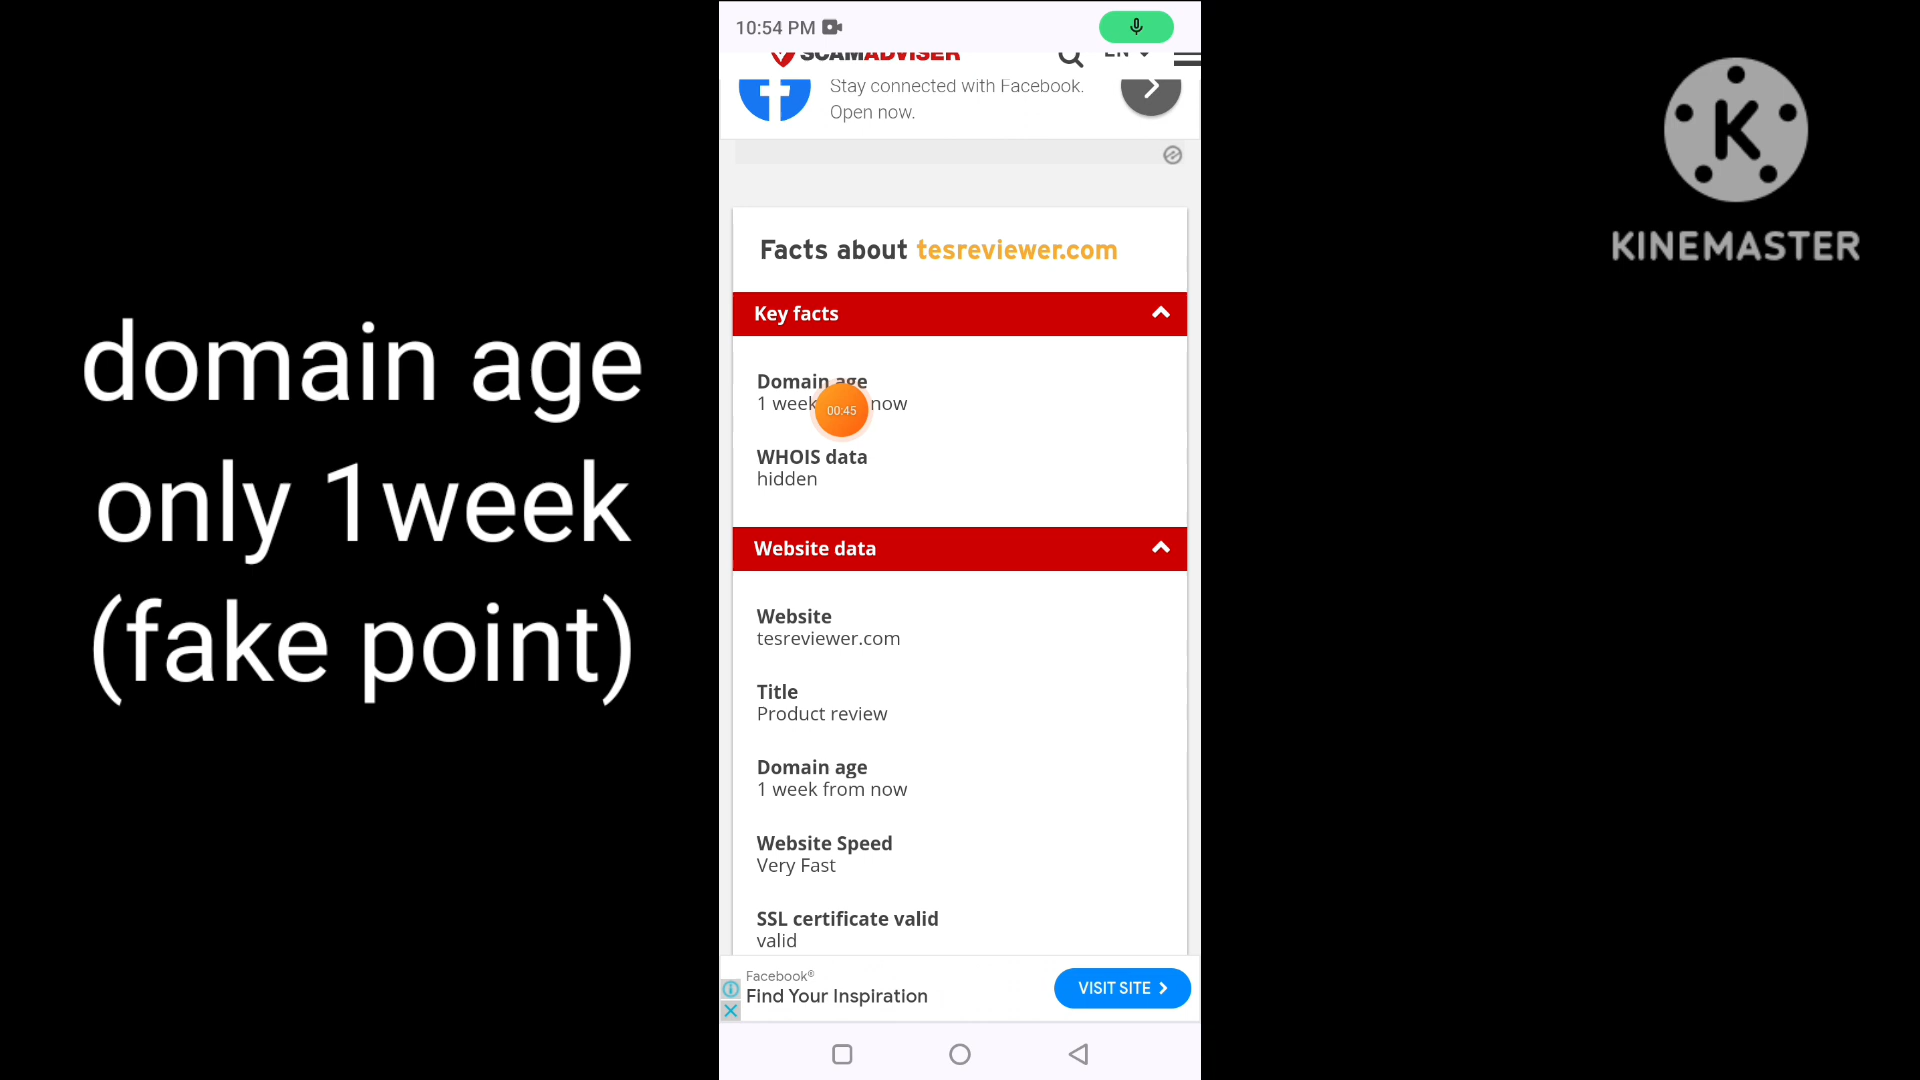 domain age
only 1week
(fake point)
10:54 PM
SCAMADVISER
EN
Stay connected with Facebook.
Open now.
Facts about tesreviewer.com
Key facts
Domain age
1 week now
00:45
WHOIS data
hidden
Website data
Website
tesreviewer.com
Title
Product review
Domain age
1 week from now
Website Speed
Very Fast
SSL certificate valid
valid
Facebook®
Find Your Inspiration
VISIT SITE
K
KINEMASTER